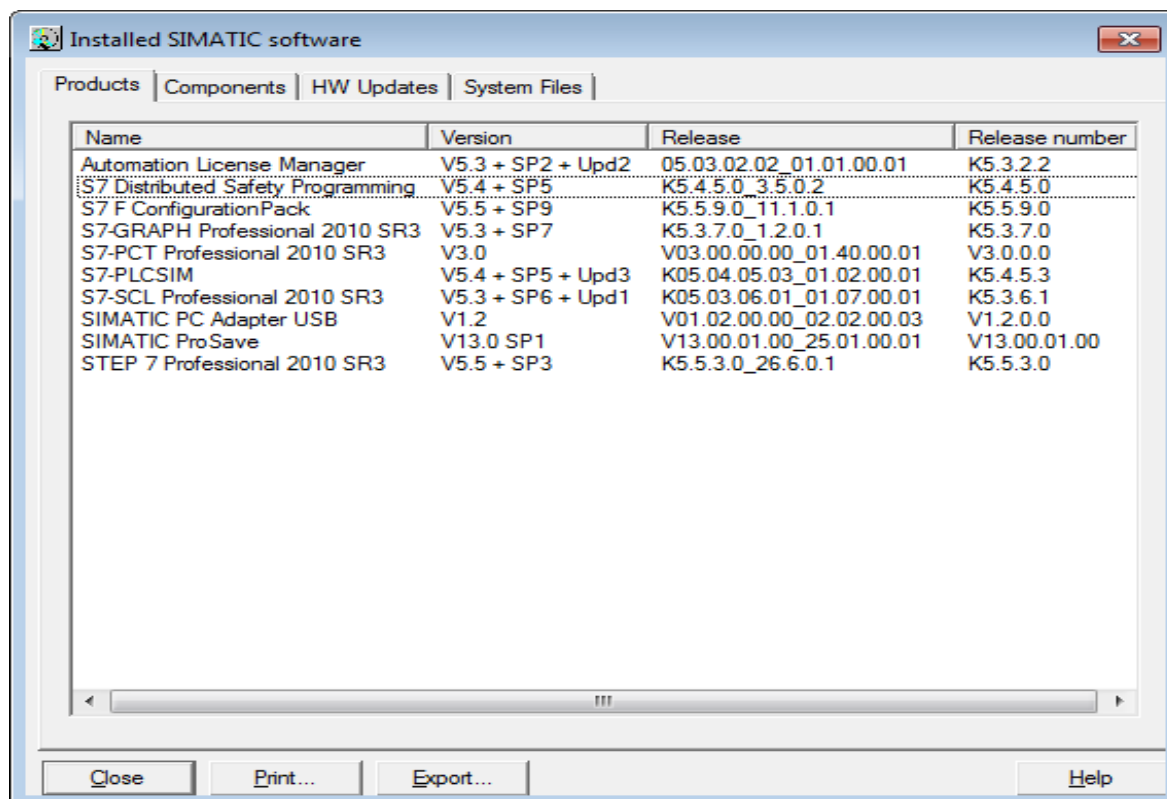 Installed SIMATIC software
Products Components HW Updates System Files
Name Version Release Release number
Automation License Manager V5.3 + SP2 + Upd2 05.03.02.02_01.01.00.01 K5.3.2.2
S7 Distributed Safety Programming V5.4 + SP5 K5.4.5.0_3.5.0.2 K5.4.5.0
S7 F ConfigurationPack V5.5 + SP9 K5.5.9.0_11.1.0.1 K5.5.9.0
S7-GRAPH Professional 2010 SR3 V5.3 + SP7 K5.3.7.0_1.2.0.1 K5.3.7.0
S7-PCT Professional 2010 SR3 V3.0 V03.00.00.00_01.40.00.01 V3.0.0.0
S7-PLCSIM V5.4 + SP5 + Upd3 K05.04.05.03_01.02.00.01 K5.4.5.3
S7-SCL Professional 2010 SR3 V5.3 + SP6 + Upd1 K05.03.06.01_01.07.00.01 K5.3.6.1
SIMATIC PC Adapter USB V1.2 V01.02.00.00_02.02.00.03 V1.2.0.0
SIMATIC ProSave V13.0 SP1 V13.00.01.00_25.01.00.01 V13.00.01.00
STEP 7 Professional 2010 SR3 V5.5 + SP3 K5.5.3.0_26.6.0.1 K5.5.3.0
Close Print... Export... Help